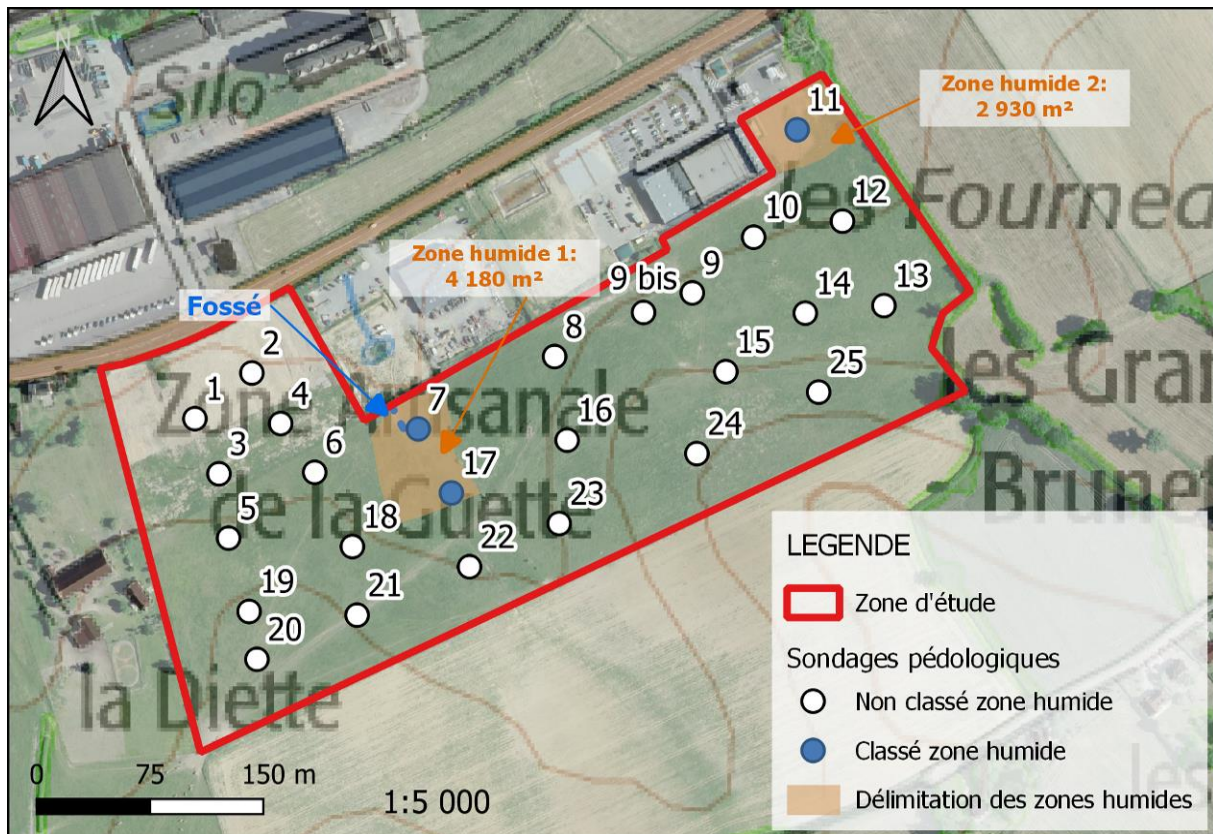 N
Silo
Zone humide 2:
2 930 m²
11
les Fournea
12
10
Zone humide 1:
4 180 m²
9 bis
9
13
14
Fossé
8
2
15
les Gran
1
4
Zone Artisanale
7
25
16
3
6
24
17
Brunet
5
de la Guette
18
23
22
19
21
20
la Diette
0 75 150 m
1:5 000
LEGENDE
Zone d'étude
Sondages pédologiques
Non classé zone humide
Classé zone humide
Délimitation des zones humides
les